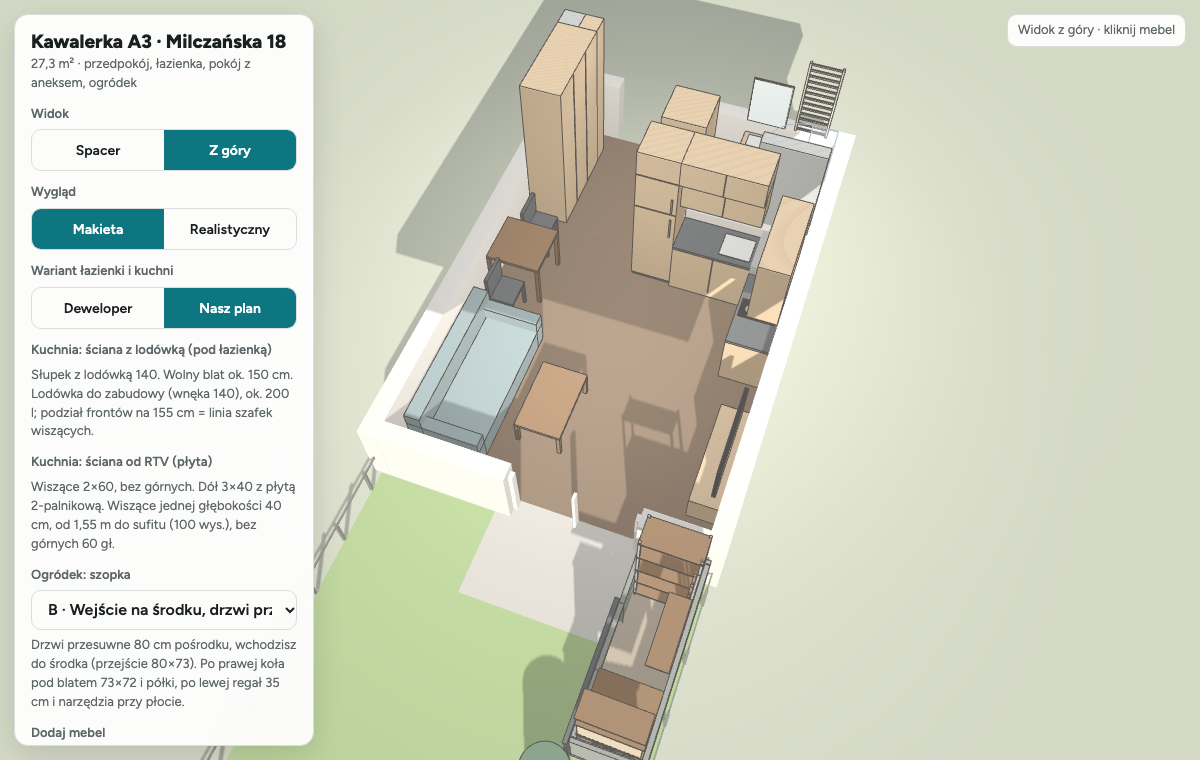 Kawalerka A3 · Milczańska 18
27,3 m² · przedpokój, łazienka, pokój z
aneksem, ogródek
Widok
Spacer
Z góry
Wygląd
Makieta
Realistyczny
Wariant łazienki i kuchni
Deweloper
Nasz plan
Kuchnia: ściana z lodówką (pod łazienką)
Słupek z lodówką 140. Wolny blat ok. 150 cm.
Lodówka do zabudowy (wnęka 140), ok. 200
l; podział frontów na 155 cm = linia szafek
wiszących.
Kuchnia: ściana od RTV (płyta)
Wiszące 2×60, bez górnych. Dół 3×40 z płytą
2-palnikową. Wiszące jednej głębokości 40
cm, od 1,55 m do sufitu (100 wys.), bez
górnych 60 gł.
Ogródek: szopka
B · Wejście na środku, drzwi prz
Drzwi przesuwne 80 cm pośrodku, wchodzisz
do środka (przejście 80×73). Po prawej koła
pod blatem 73×72 i półki, po lewej regał 35
cm i narzędzia przy płocie.
Dodaj mebel
Widok z góry · kliknij mebel